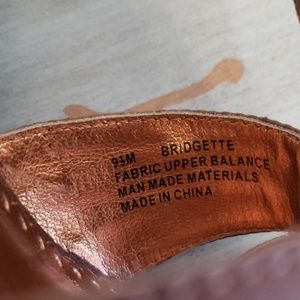 9½M BRIDGETTE
FABRIC UPPER BALANCE
MAN MADE MATERIALS
MADE IN CHINA